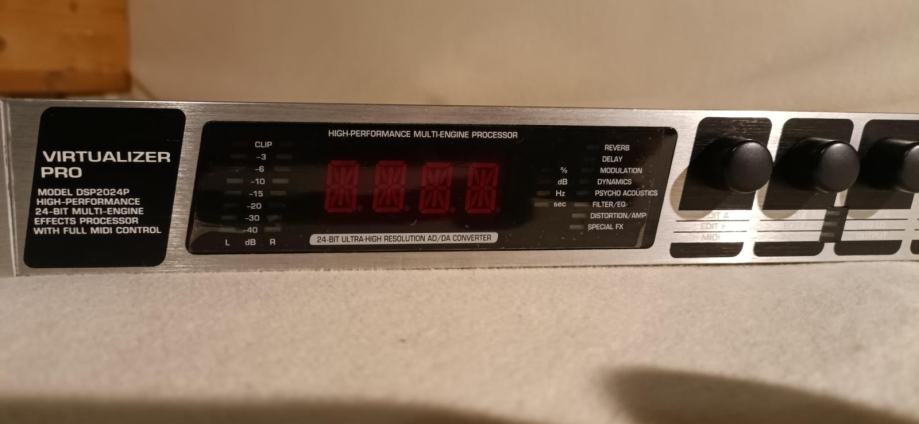 VIRTUALIZER
PRO
MODEL DSP2024P
HIGH-PERFORMANCE
24-BIT MULTI-ENGINE
EFFECTS PROCESSOR
WITH FULL MIDI CONTROL
HIGH-PERFORMANCE MULTI-ENGINE PROCESSOR
CLIP
-3
-6
-10
-15
-20
-30
-40
L dB R
24-BIT ULTRA-HIGH RESOLUTION AD/DA CONVERTER
%
dB
Hz
sec
REVERB
DELAY
MODULATION
DYNAMICS
PSYCHO ACOUSTICS
FILTER/EQ
DISTORTION/AMP
SPECIAL FX
EDIT A
EDIT B
MIDI